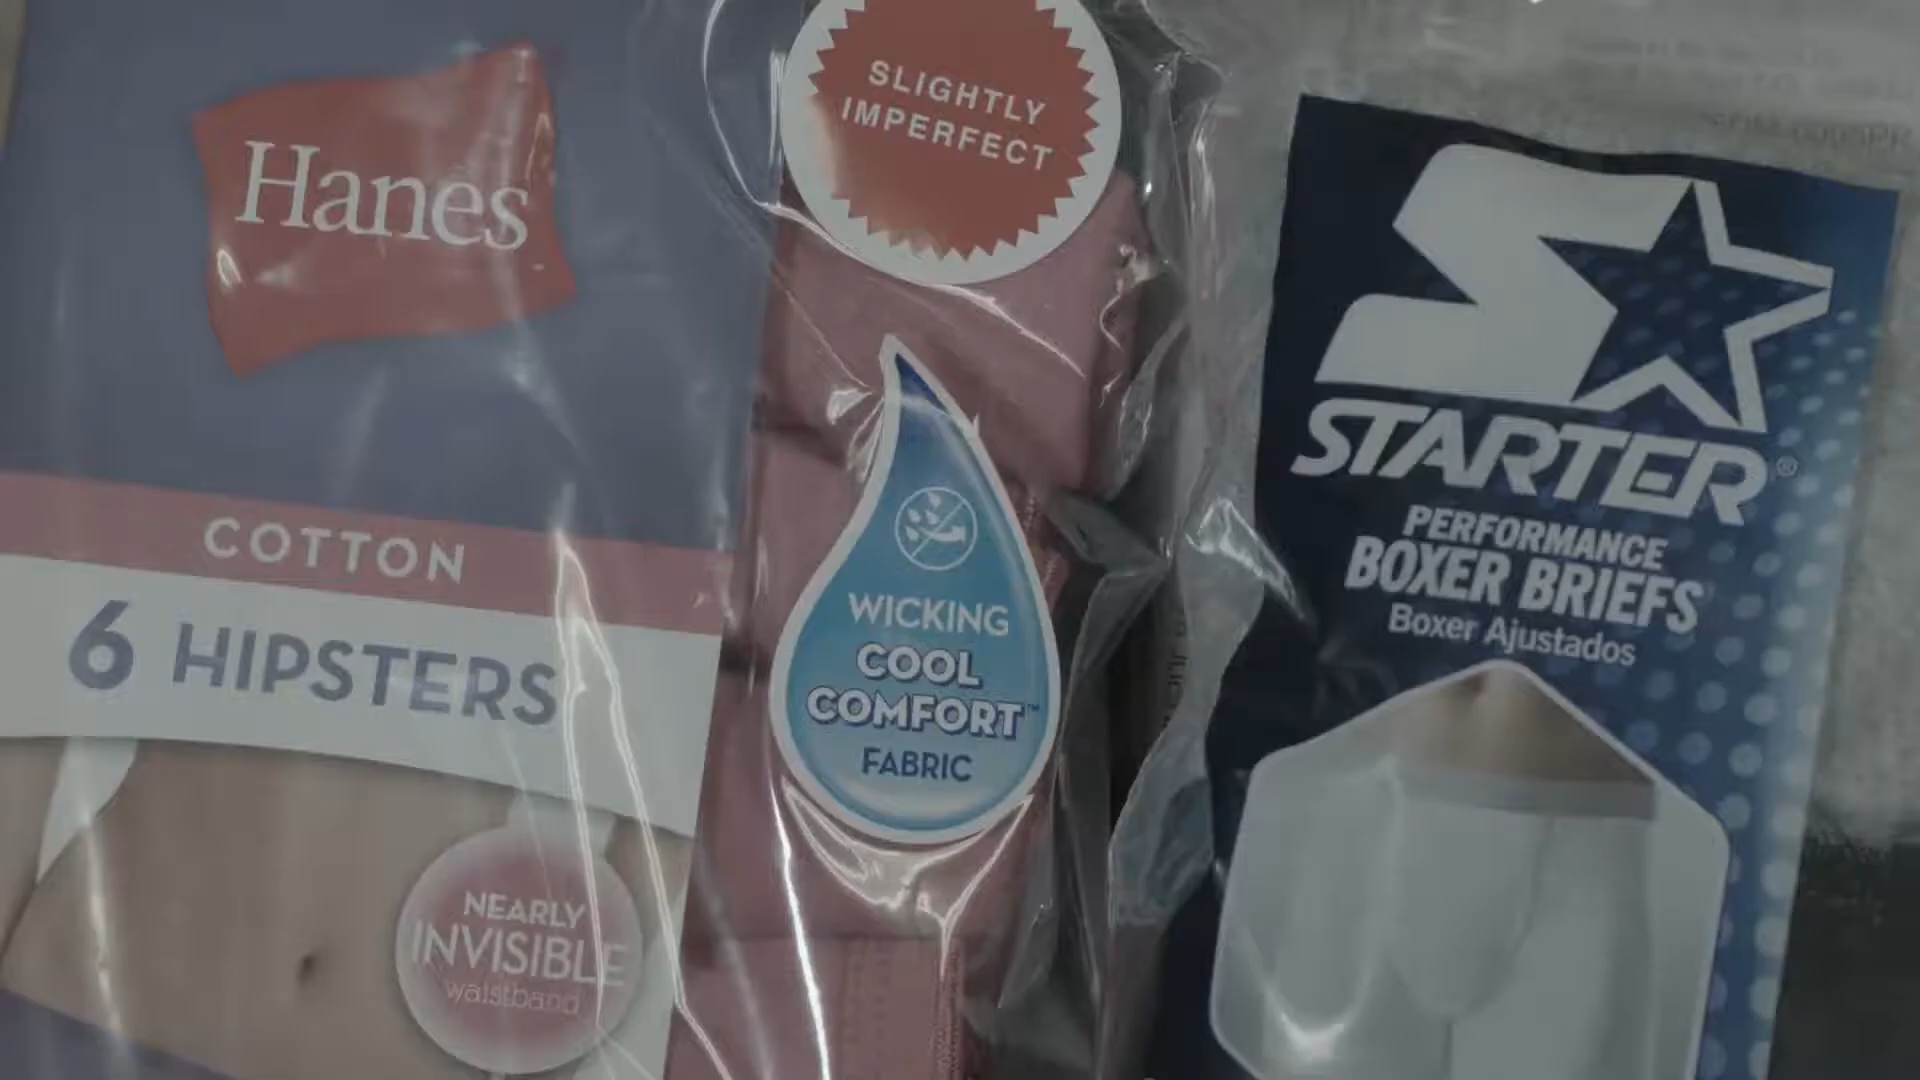 Hanes
COTTON
6 HIPSTERS
NEARLY
INVISIBLE
waistband
SLIGHTLY
IMPERFECT
WICKING
COOL
COMFORT™
FABRIC
STARTER®
PERFORMANCE
BOXER BRIEFS
Boxer Ajustados